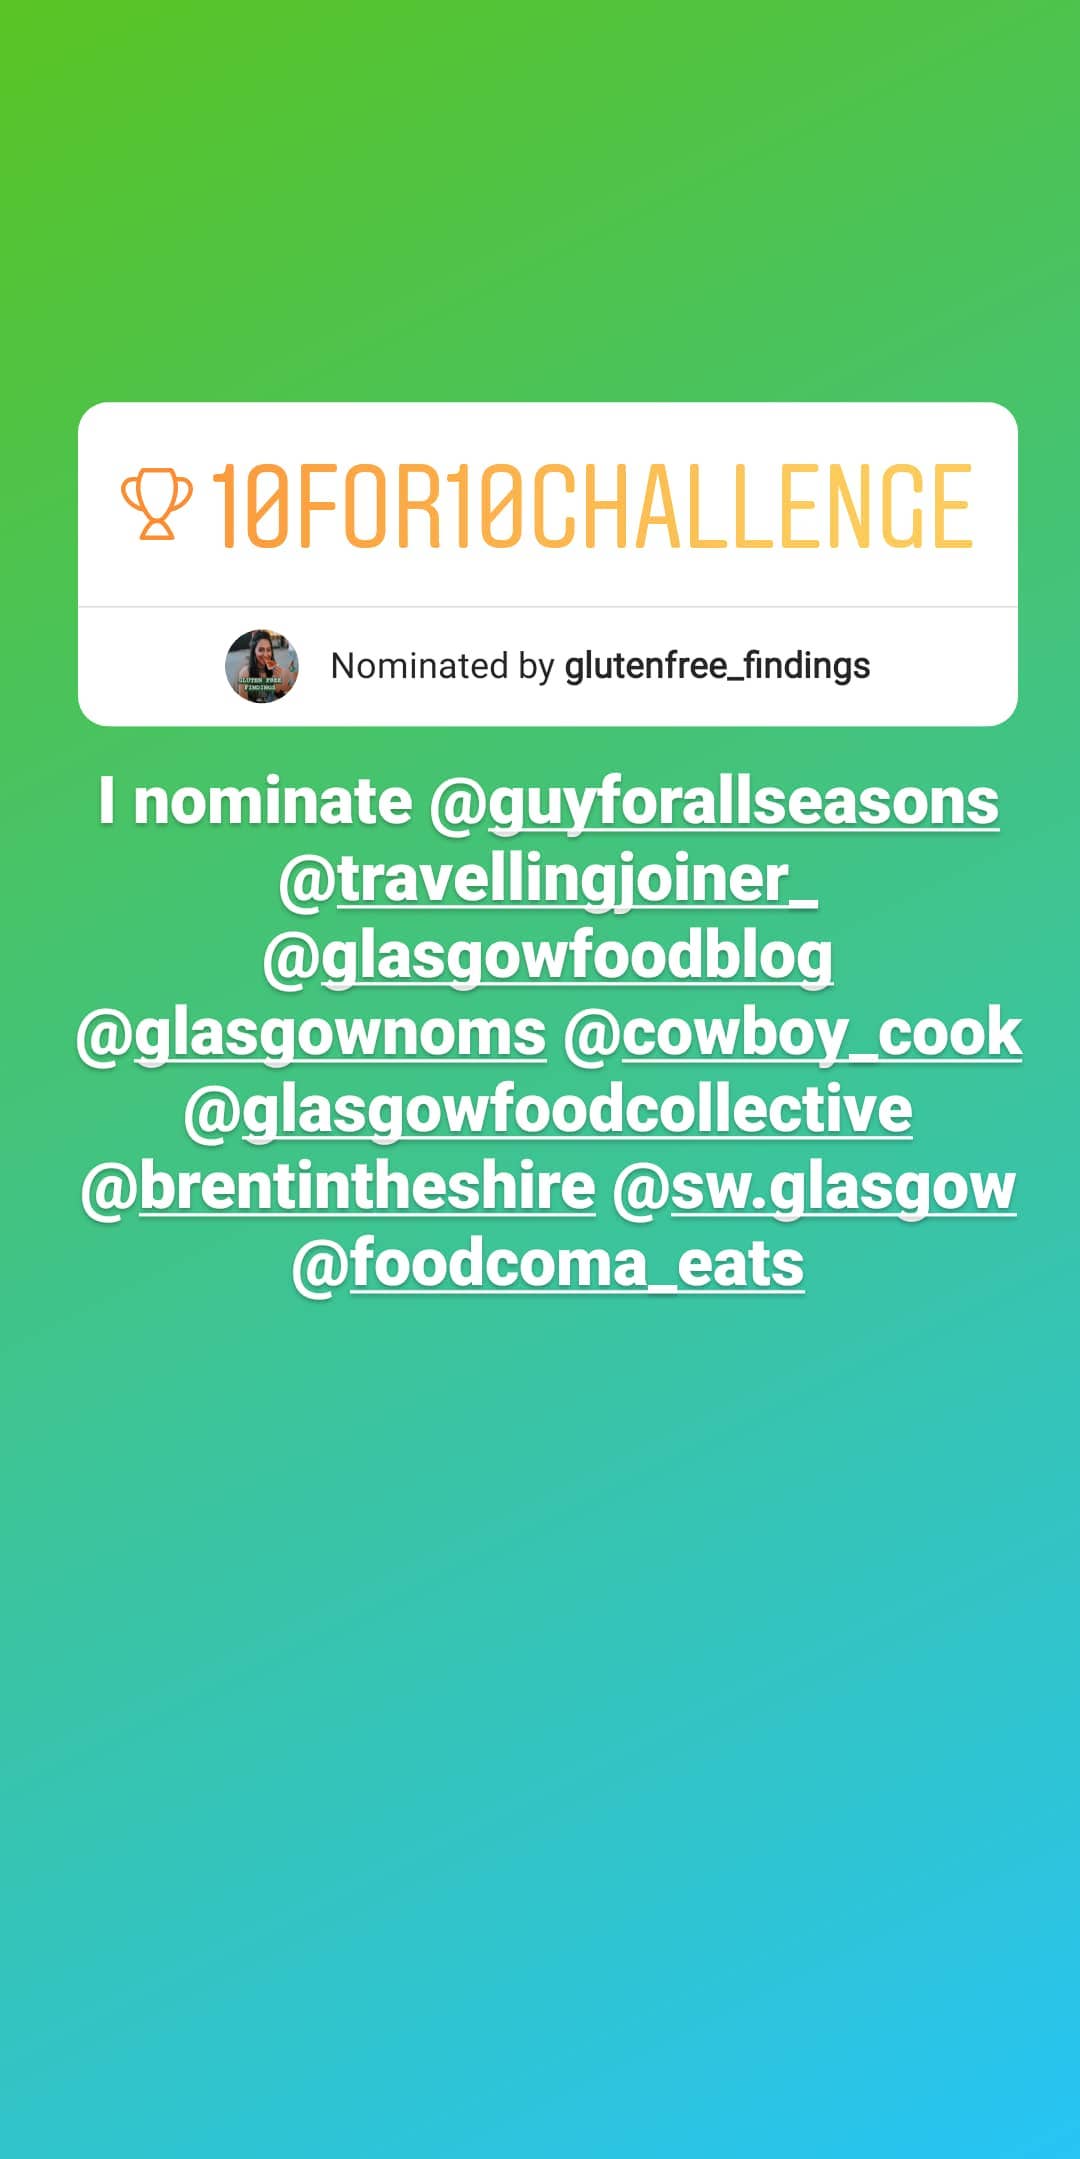 10FOR10CHALLENGE
GLUTEN FREE
FINDINGS
Nominated by glutenfree_findings
I nominate @guyforallseasons
@travellingjoiner_
@glasgowfoodblog
@glasgownoms @cowboy_cook
@glasgowfoodcollective
@brentintheshire @sw.glasgow
@foodcoma_eats